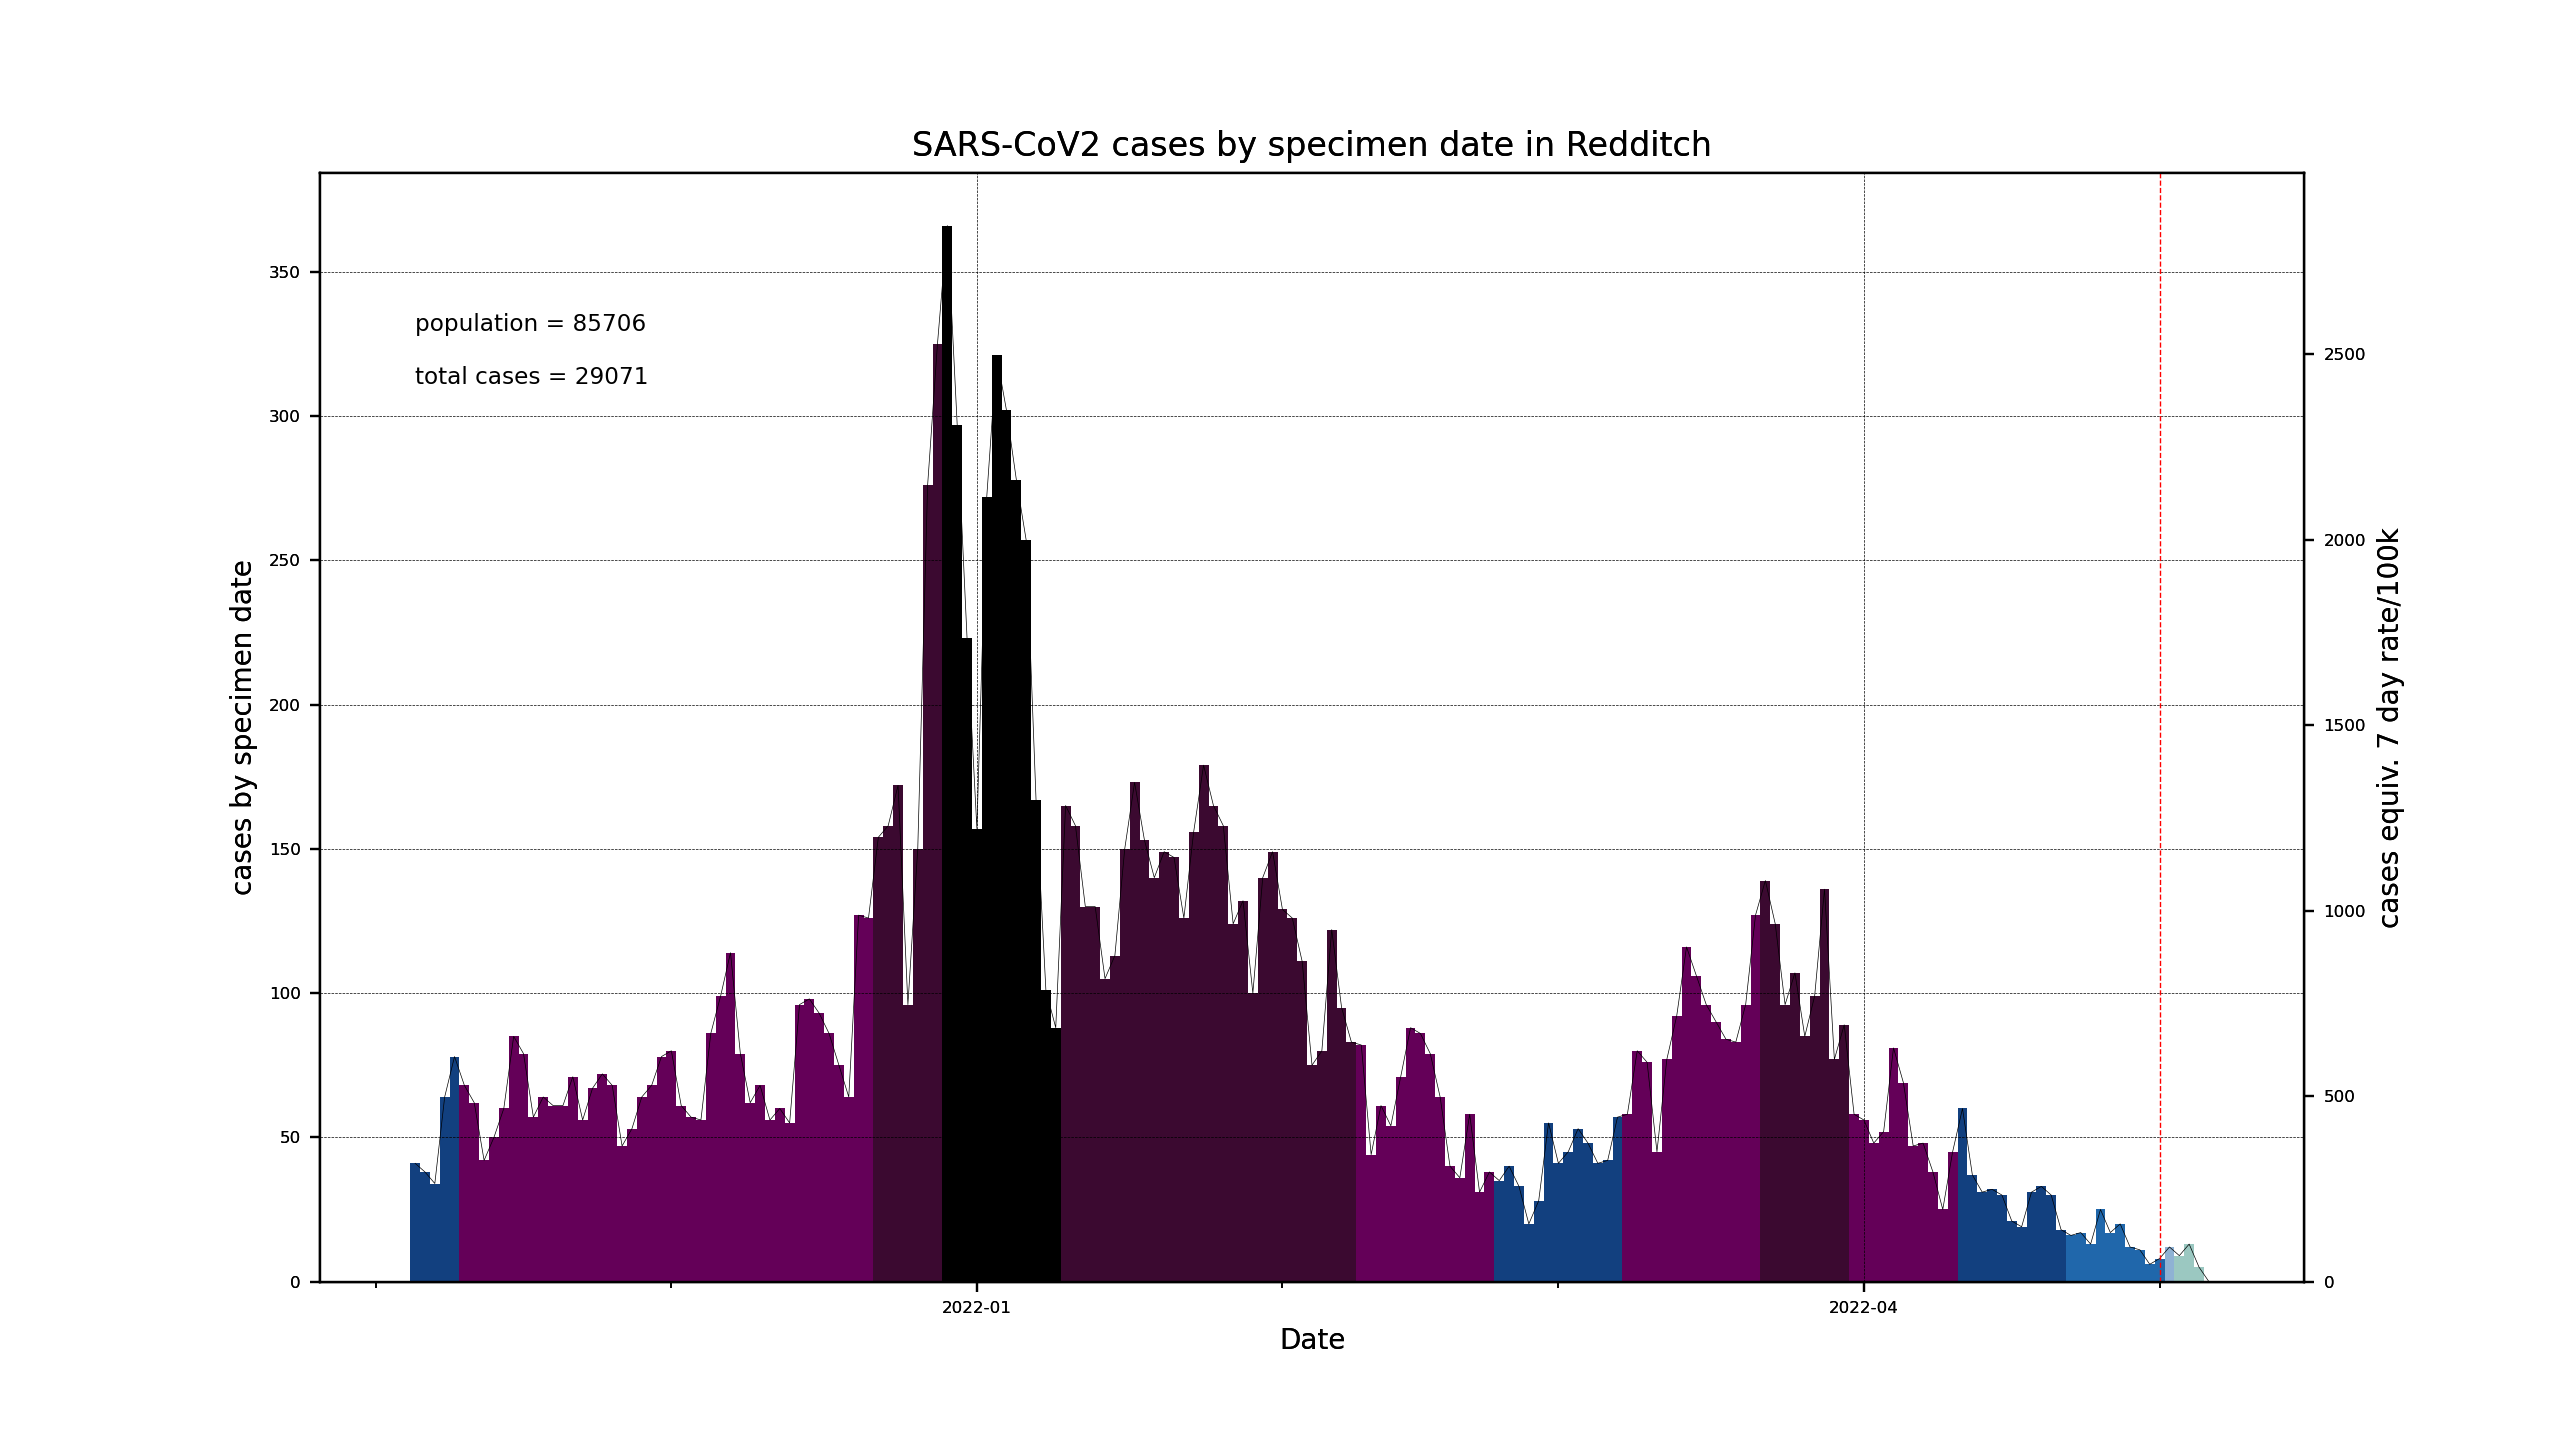 SARS-CoV2 cases by specimen date in Redditch
population = 85706
total cases = 29071
cases by specimen date
350
300
250
200
150
100
50
0
2500
2000
1500
1000
500
0
cases equiv. 7 day rate/100k
2022-01
2022-04
Date